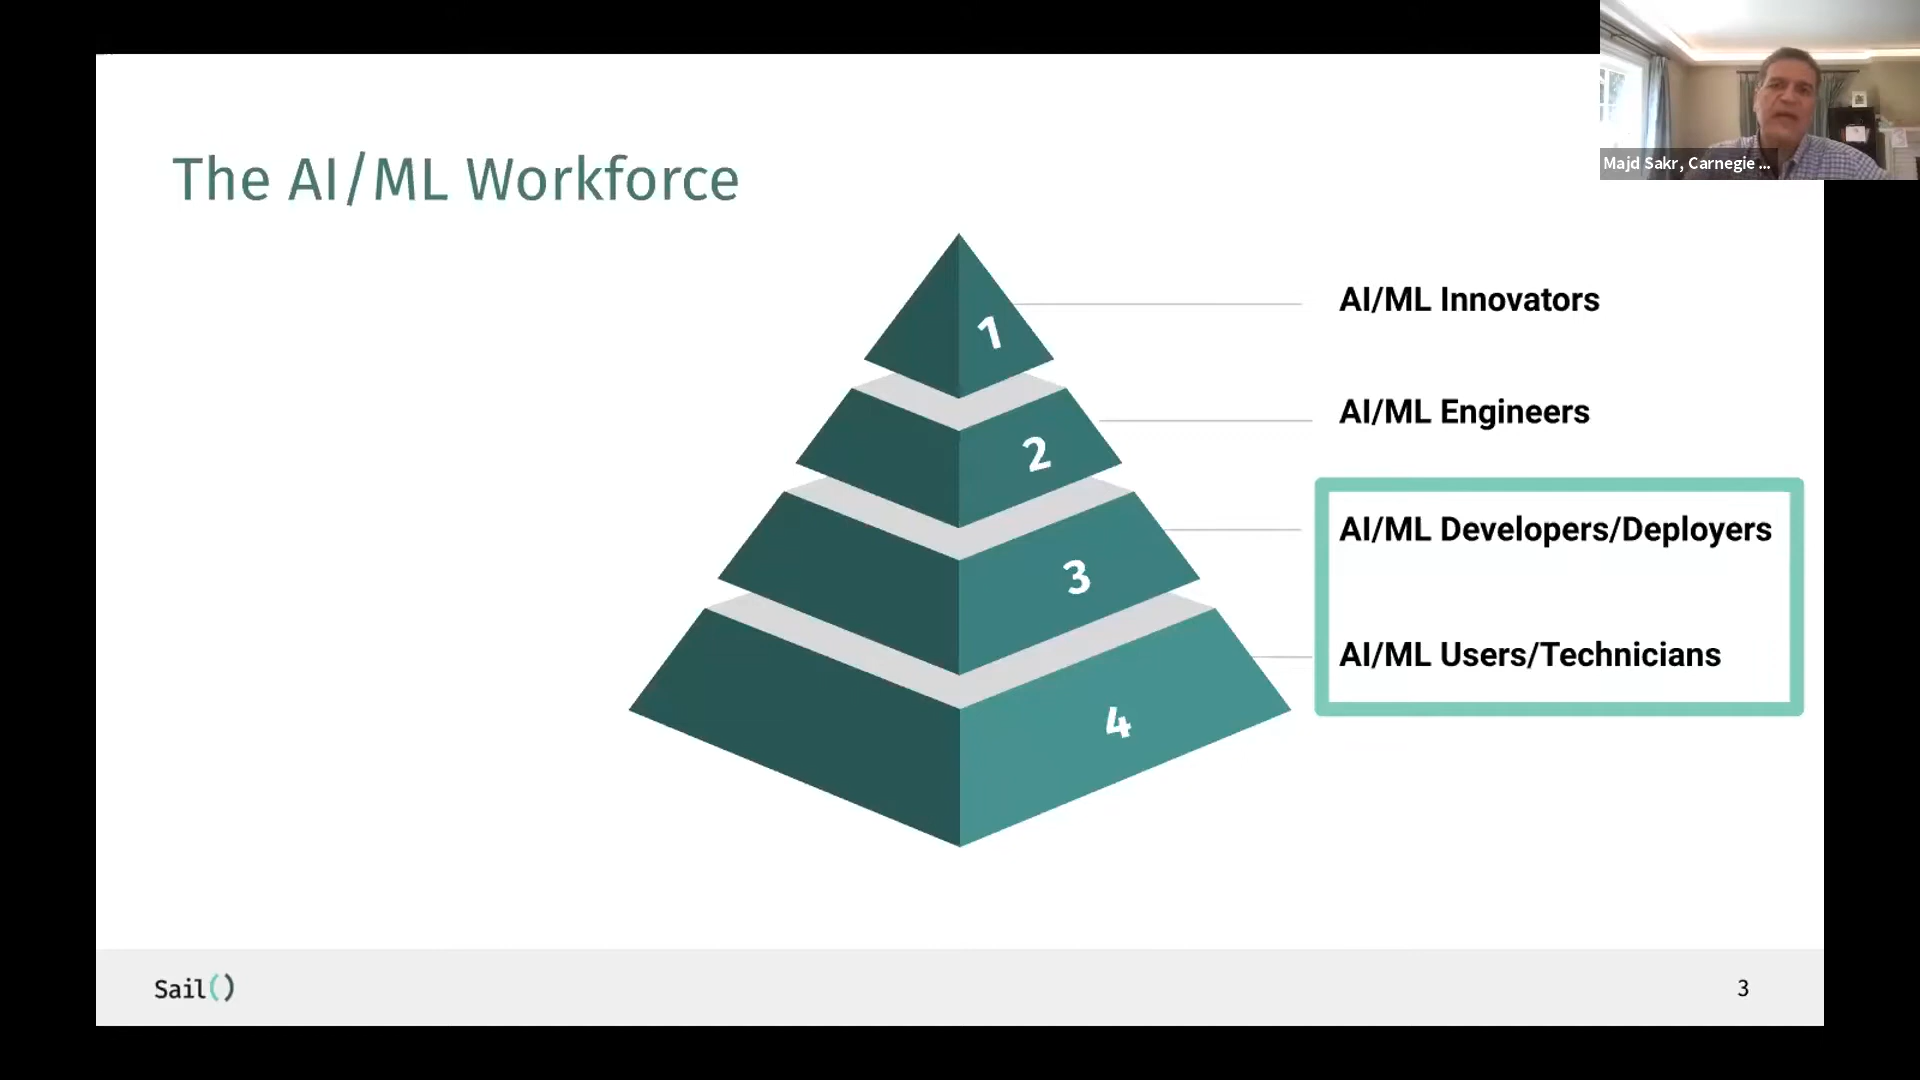 Majd Sakr, Carnegie ...
The AI/ML Workforce
1
AI/ML Innovators
2
AI/ML Engineers
3
AI/ML Developers/Deployers
4
AI/ML Users/Technicians
Sail()
3